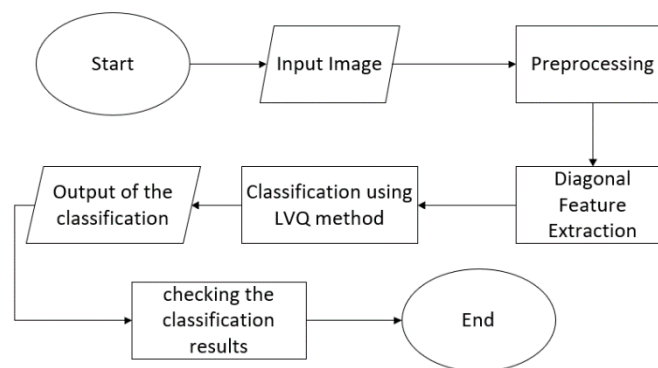 Start
Input Image
Preprocessing
Diagonal
Feature
Extraction
Classification using
LVQ method
Output of the
classification
checking the
classification
results
End